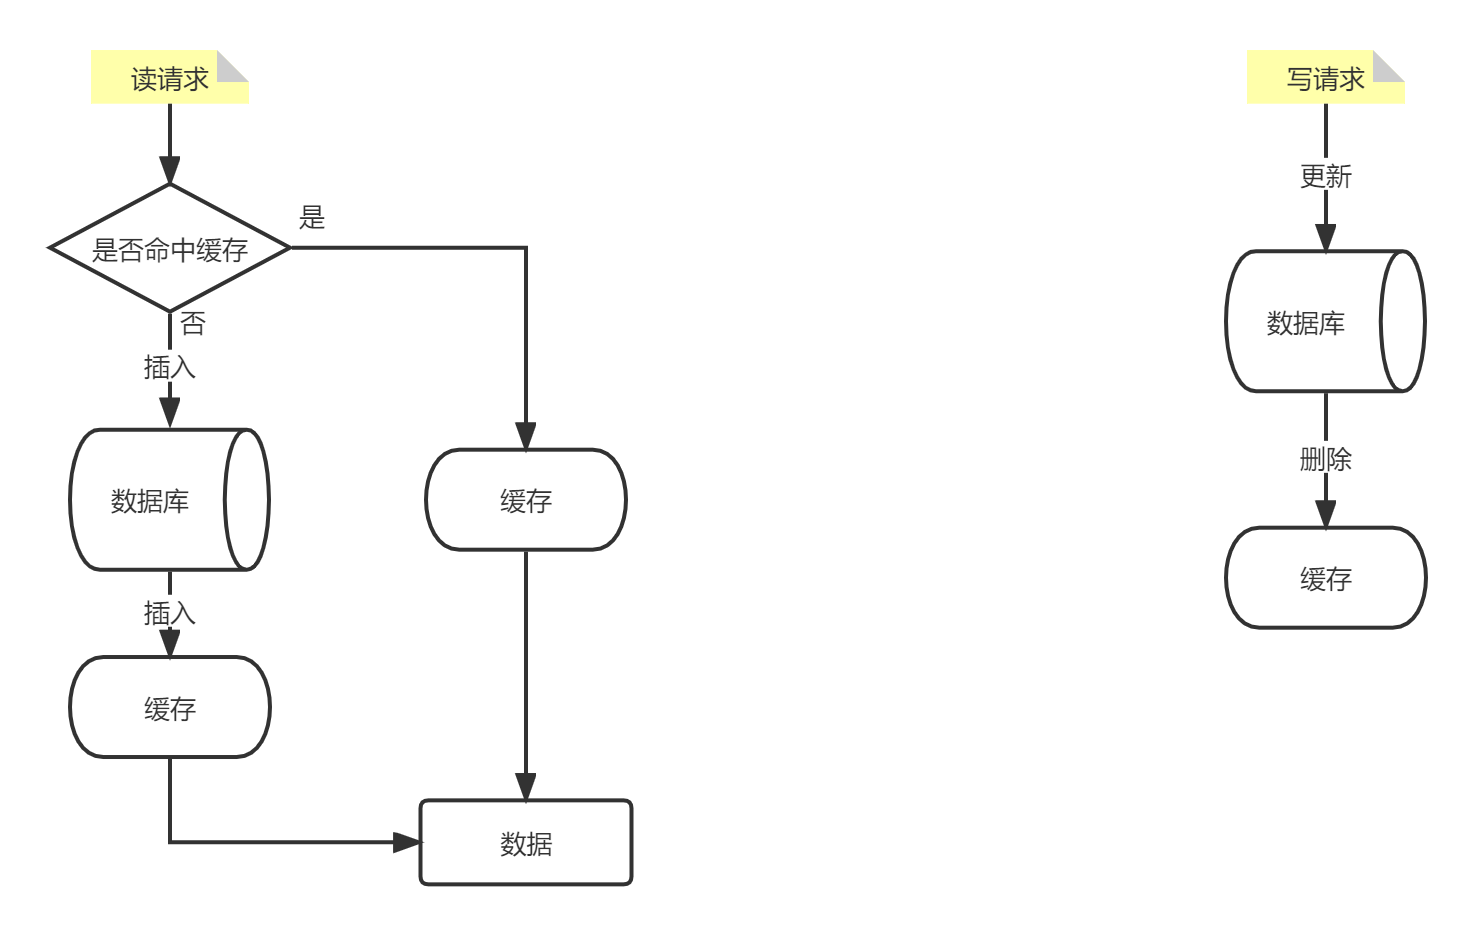 读请求
是否命中缓存
是
否
插入
数据库
缓存
插入
缓存
数据
写请求
更新
数据库
删除
缓存